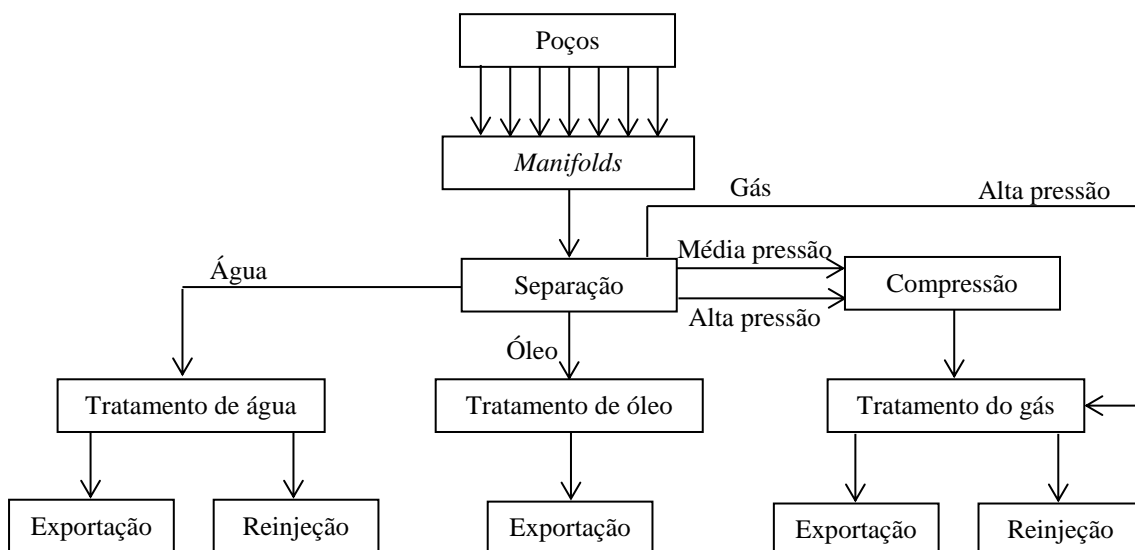 Poços
Manifolds
Gás
Alta pressão
Água
Separação
Média pressão
Alta pressão
Compressão
Óleo
Tratamento de água
Tratamento de óleo
Tratamento do gás
Exportação
Reinjeção
Exportação
Exportação
Reinjeção